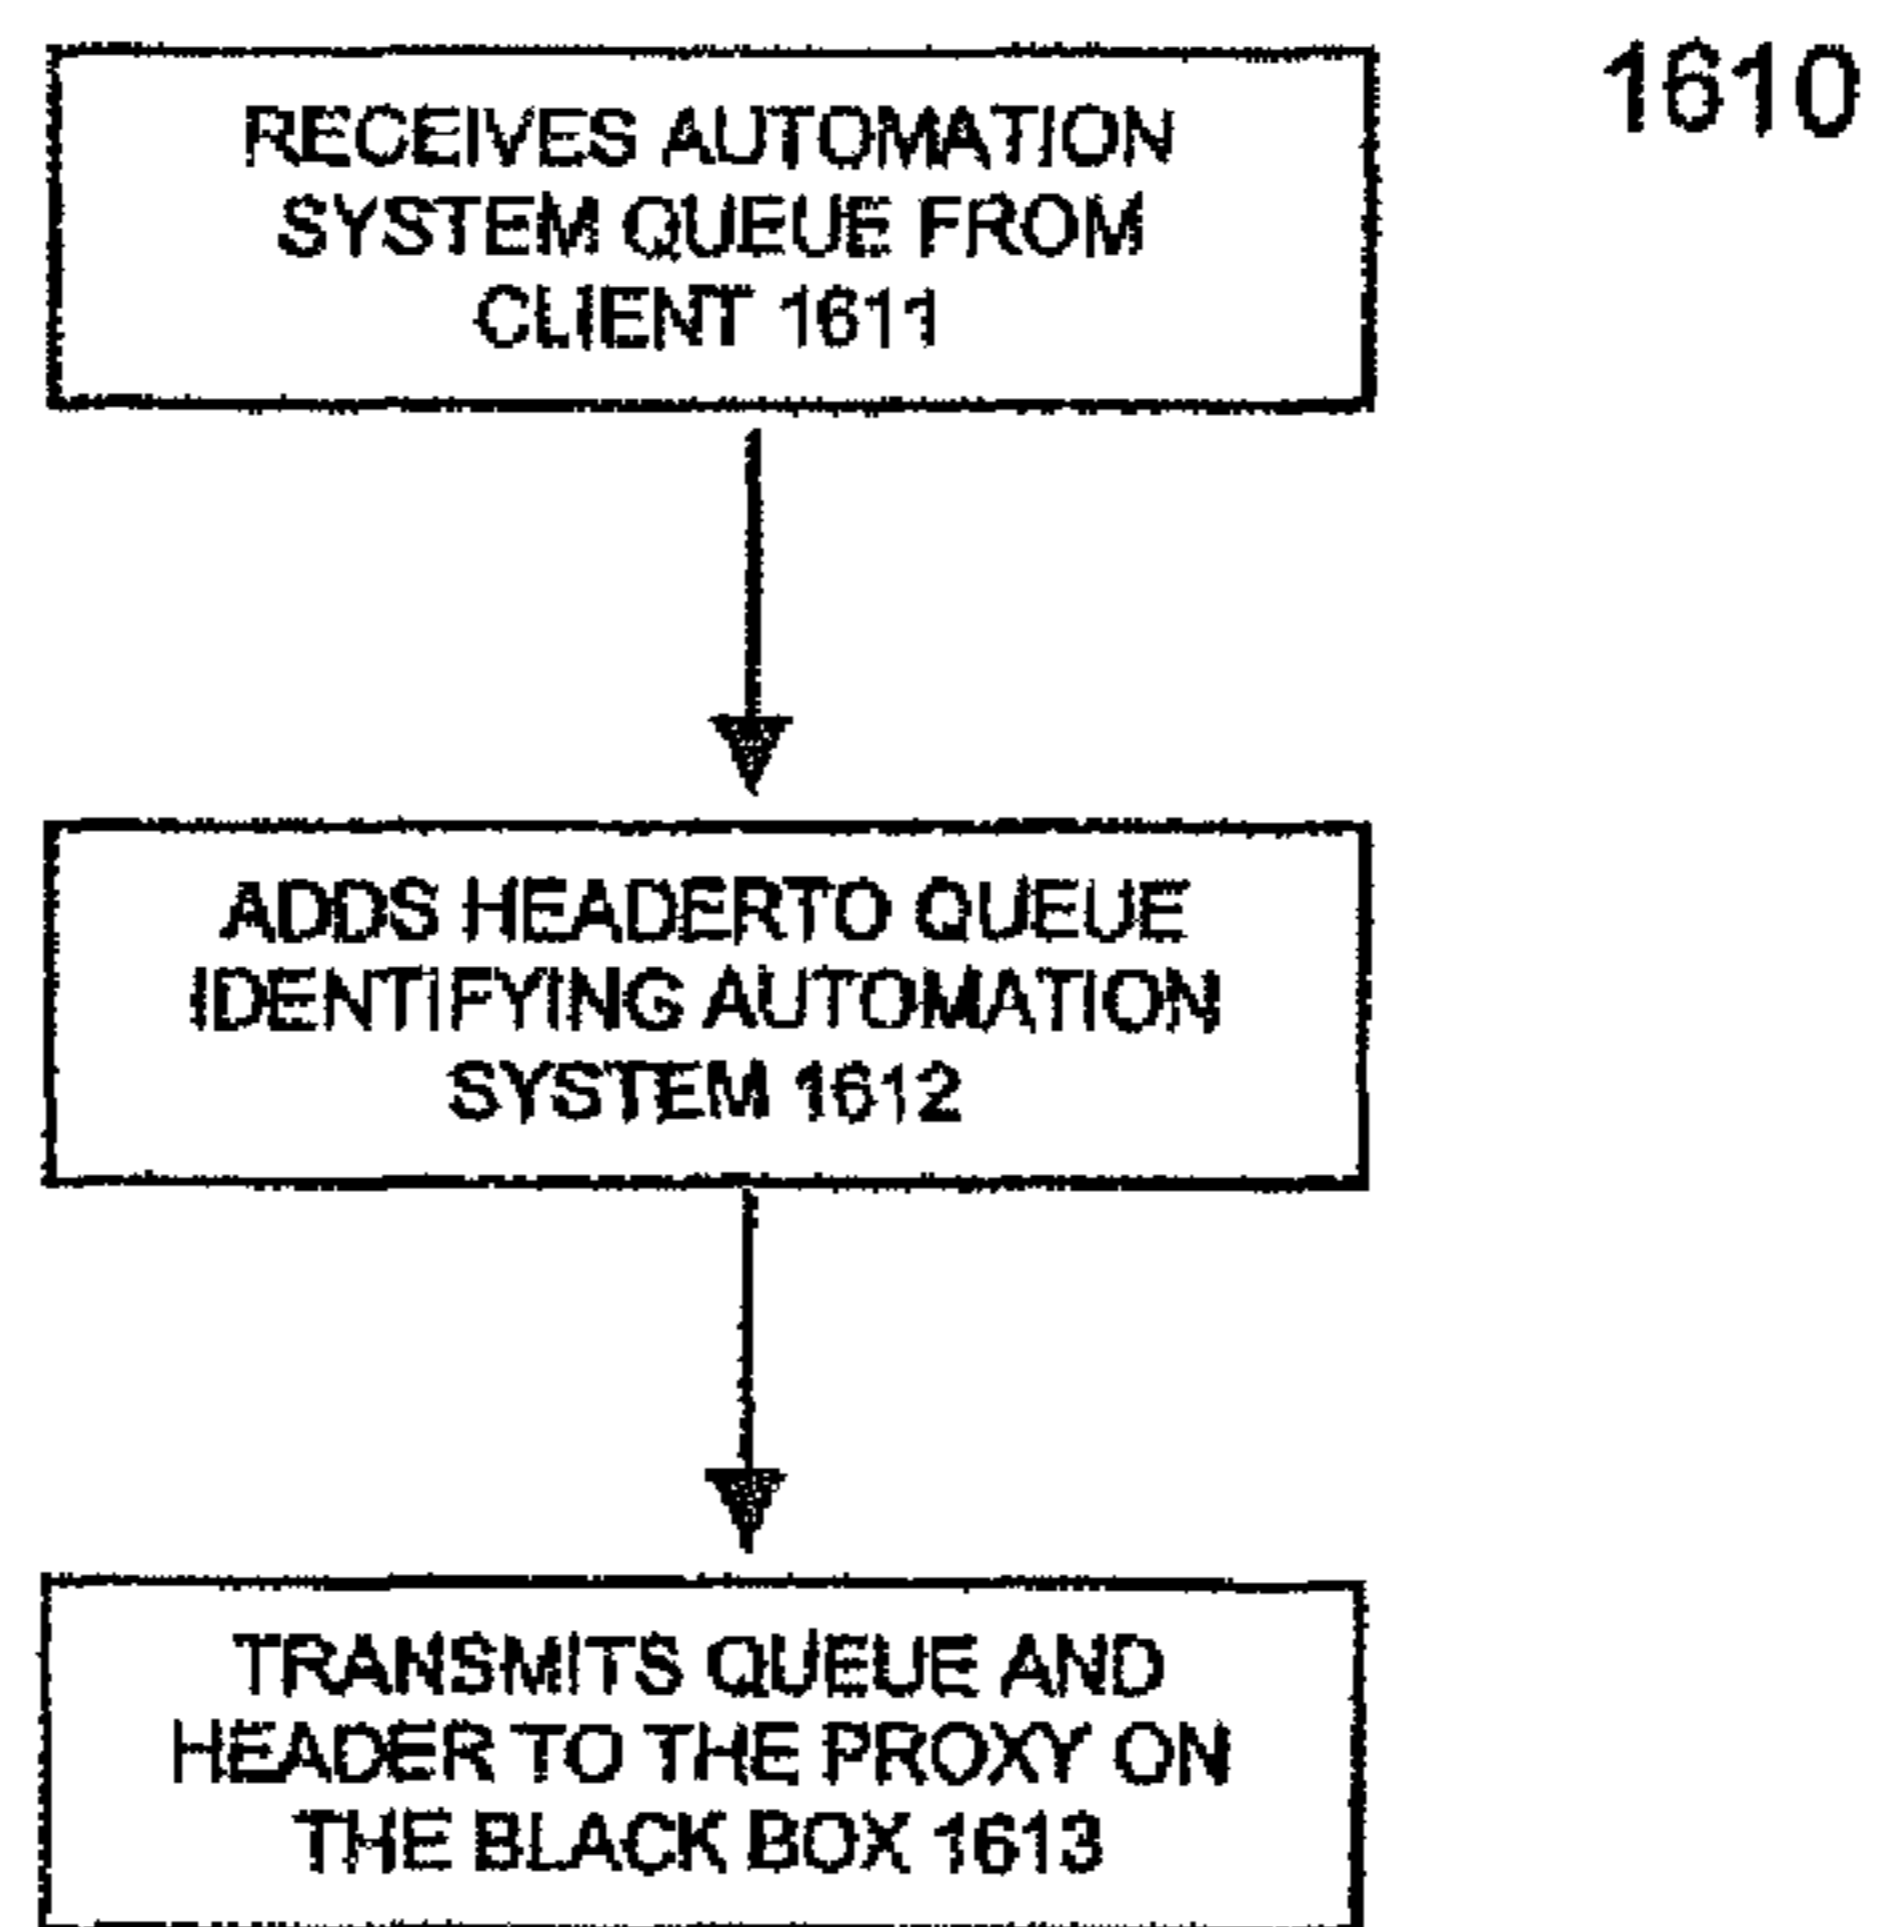 1610
RECEIVES AUTOMATION
SYSTEM QUEUE FROM
CLIENT 1611
ADDS HEADERTO QUEUE
IDENTIFYING AUTOMATION
SYSTEM 1612
TRANSMITS QUEUE AND
HEADER TO THE PROXY ON
THE BLACK BOX 1613